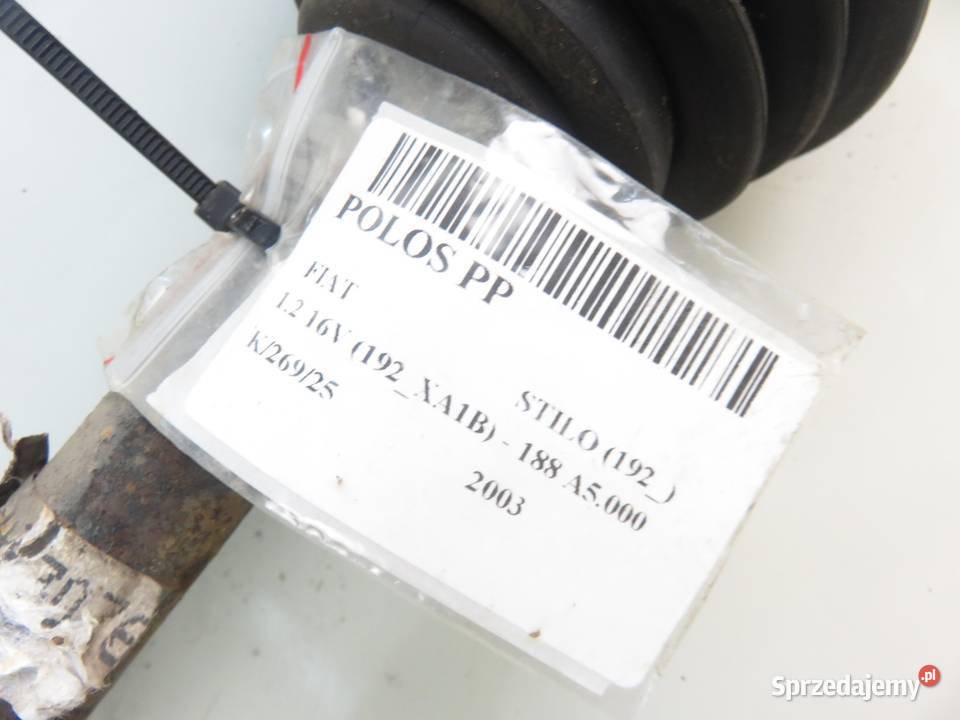 POLOS PP
FIAT STILO (192_)
1.2 16V (192_XA1B) - 188 A5.000
K/269/25 2003
Sprzedajemy.pl